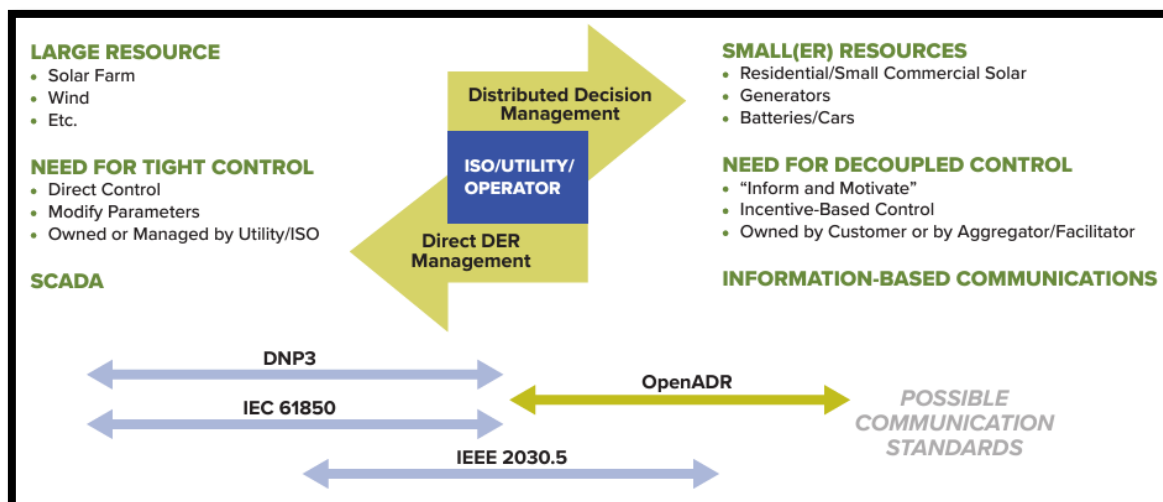 LARGE RESOURCE
• Solar Farm
• Wind
• Etc.
NEED FOR TIGHT CONTROL
• Direct Control
• Modify Parameters
• Owned or Managed by Utility/ISO
SCADA
Distributed Decision
Management
ISO/UTILITY/
OPERATOR
Direct DER
Management
SMALL(ER) RESOURCES
• Residential/Small Commercial Solar
• Generators
• Batteries/Cars
NEED FOR DECOUPLED CONTROL
• “Inform and Motivate”
• Incentive-Based Control
• Owned by Customer or by Aggregator/Facilitator
INFORMATION-BASED COMMUNICATIONS
DNP3
IEC 61850
IEEE 2030.5
OpenADR
POSSIBLE
COMMUNICATION
STANDARDS